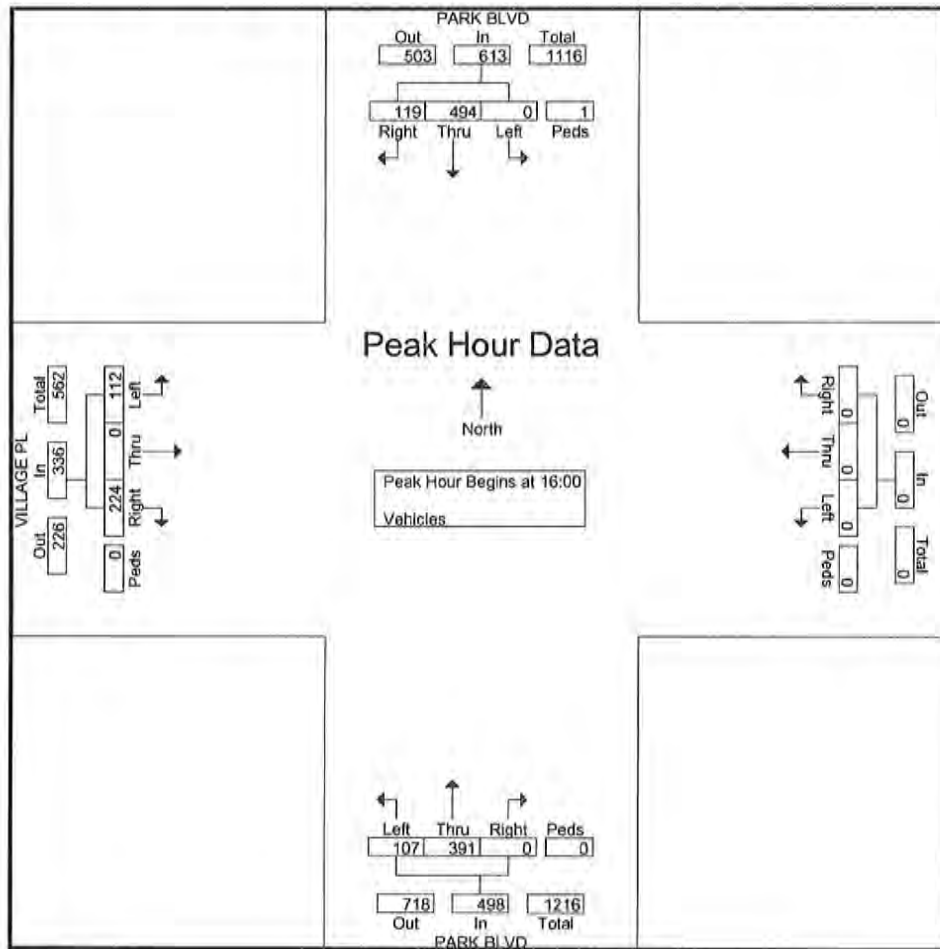 PARK BLVD
Out In Total
503 613 1116
119 494 0 1
Right Thru Left Peds
Peak Hour Data
North
Peak Hour Begins at 16:00
Vehicles
VILLAGE PL
Total In Out
562 336 226
112 0 224 0
Left Thru Right Peds
Right Thru Left Peds
0 0 0 0
Out In Total
0 0 0
Left Thru Right Peds
107 391 0 0
718 498 1216
Out In Total
PARK BLVD